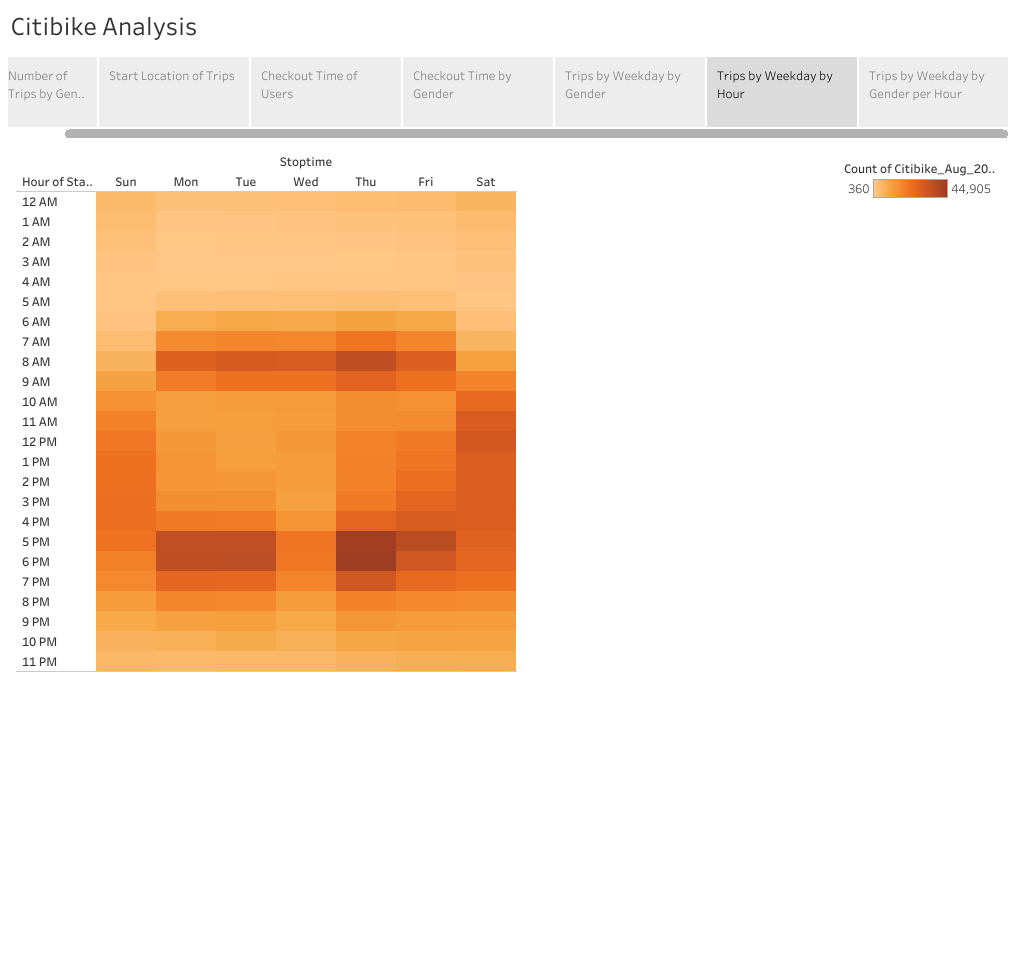 Citibike Analysis
Number of
Trips by Gen..
Start Location of Trips
Checkout Time of
Users
Checkout Time by
Gender
Trips by Weekday by
Gender
Trips by Weekday by
Hour
Trips by Weekday by
Gender per Hour
Stoptime
Hour of Sta.. Sun Mon Tue Wed Thu Fri Sat
12 AM
1 AM
2 AM
3 AM
4 AM
5 AM
6 AM
7 AM
8 AM
9 AM
10 AM
11 AM
12 PM
1 PM
2 PM
3 PM
4 PM
5 PM
6 PM
7 PM
8 PM
9 PM
10 PM
11 PM
Count of Citibike_Aug_20..
360 44,905